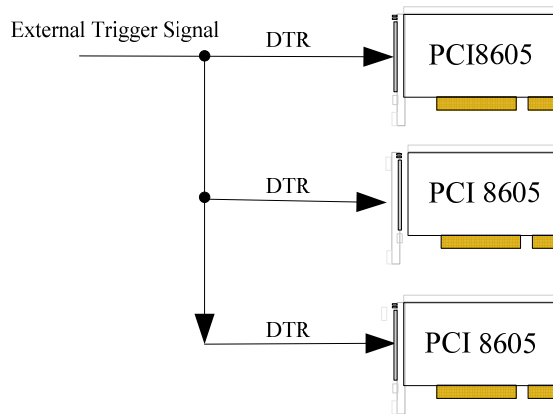 External Trigger Signal
DTR
PCI8605
DTR
PCI 8605
DTR
PCI 8605